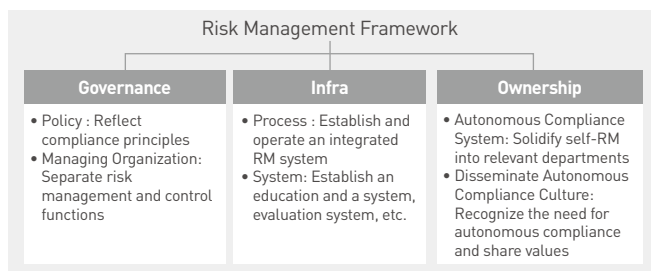 Risk Management Framework
Governance
• Policy : Reflect
compliance principles
• Managing Organization:
Separate risk
management and control
functions
Infra
• Process : Establish and
operate an integrated
RM system
• System: Establish an
education and a system,
evaluation system, etc.
Ownership
• Autonomous Compliance
System: Solidify self-RM
into relevant departments
• Disseminate Autonomous
Compliance Culture:
Recognize the need for
autonomous compliance
and share values